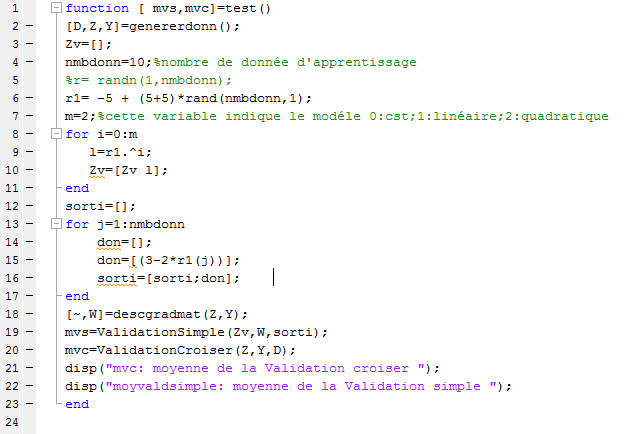 1 function [ mvs,mvc]=test()
2 [D,Z,Y]=genererdonn();
3 Zv=[];
4 nmbdonn=10;%nombre de donnée d'apprentissage
5 %r= randn(1,nmbdonn);
6 r1= -5 + (5+5)*rand(nmbdonn,1);
7 m=2;%cette variable indique le modéle 0:cst;1:linéaire;2:quadratique
8 for i=0:m
9 l=r1.^i;
10 Zv=[Zv l];
11 end
12 sorti=[];
13 for j=1:nmbdonn
14 don=[];
15 don=[(3-2*r1(j))];
16 sorti=[sorti;don];
17 end
18 [~,W]=descgradmat(Z,Y);
19 mvs=ValidationSimple(Zv,W,sorti);
20 mvc=ValidationCroiser(Z,Y,D);
21 disp("mvc: moyenne de la Validation croiser ");
22 disp("moyvaldsimple: moyenne de la Validation simple ");
23 end
24